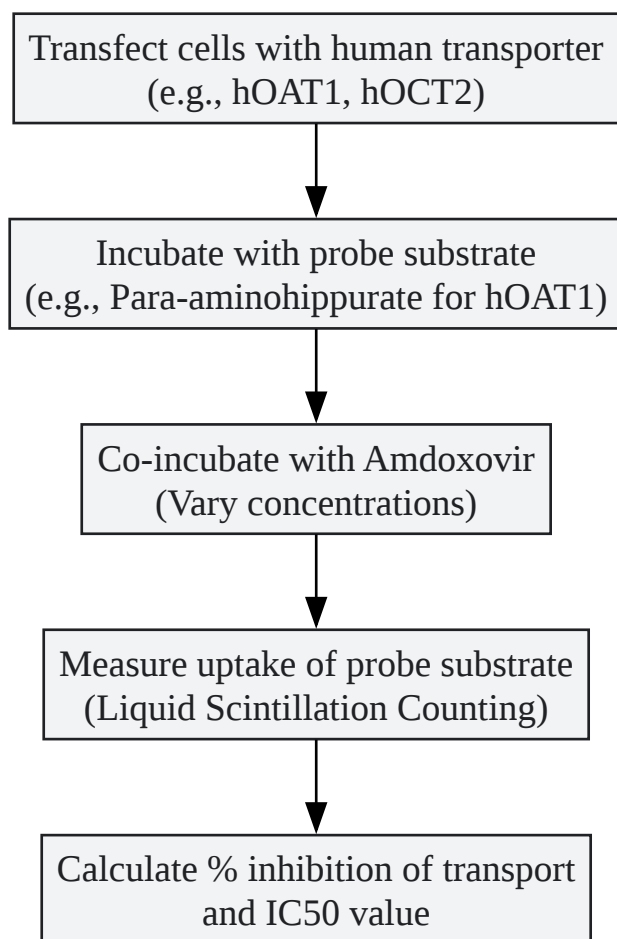 Transfect cells with human transporter
(e.g., hOAT1, hOCT2)
Incubate with probe substrate
(e.g., Para-aminohippurate for hOAT1)
Co-incubate with Amdoxovir
(Vary concentrations)
Measure uptake of probe substrate
(Liquid Scintillation Counting)
Calculate % inhibition of transport
and IC50 value